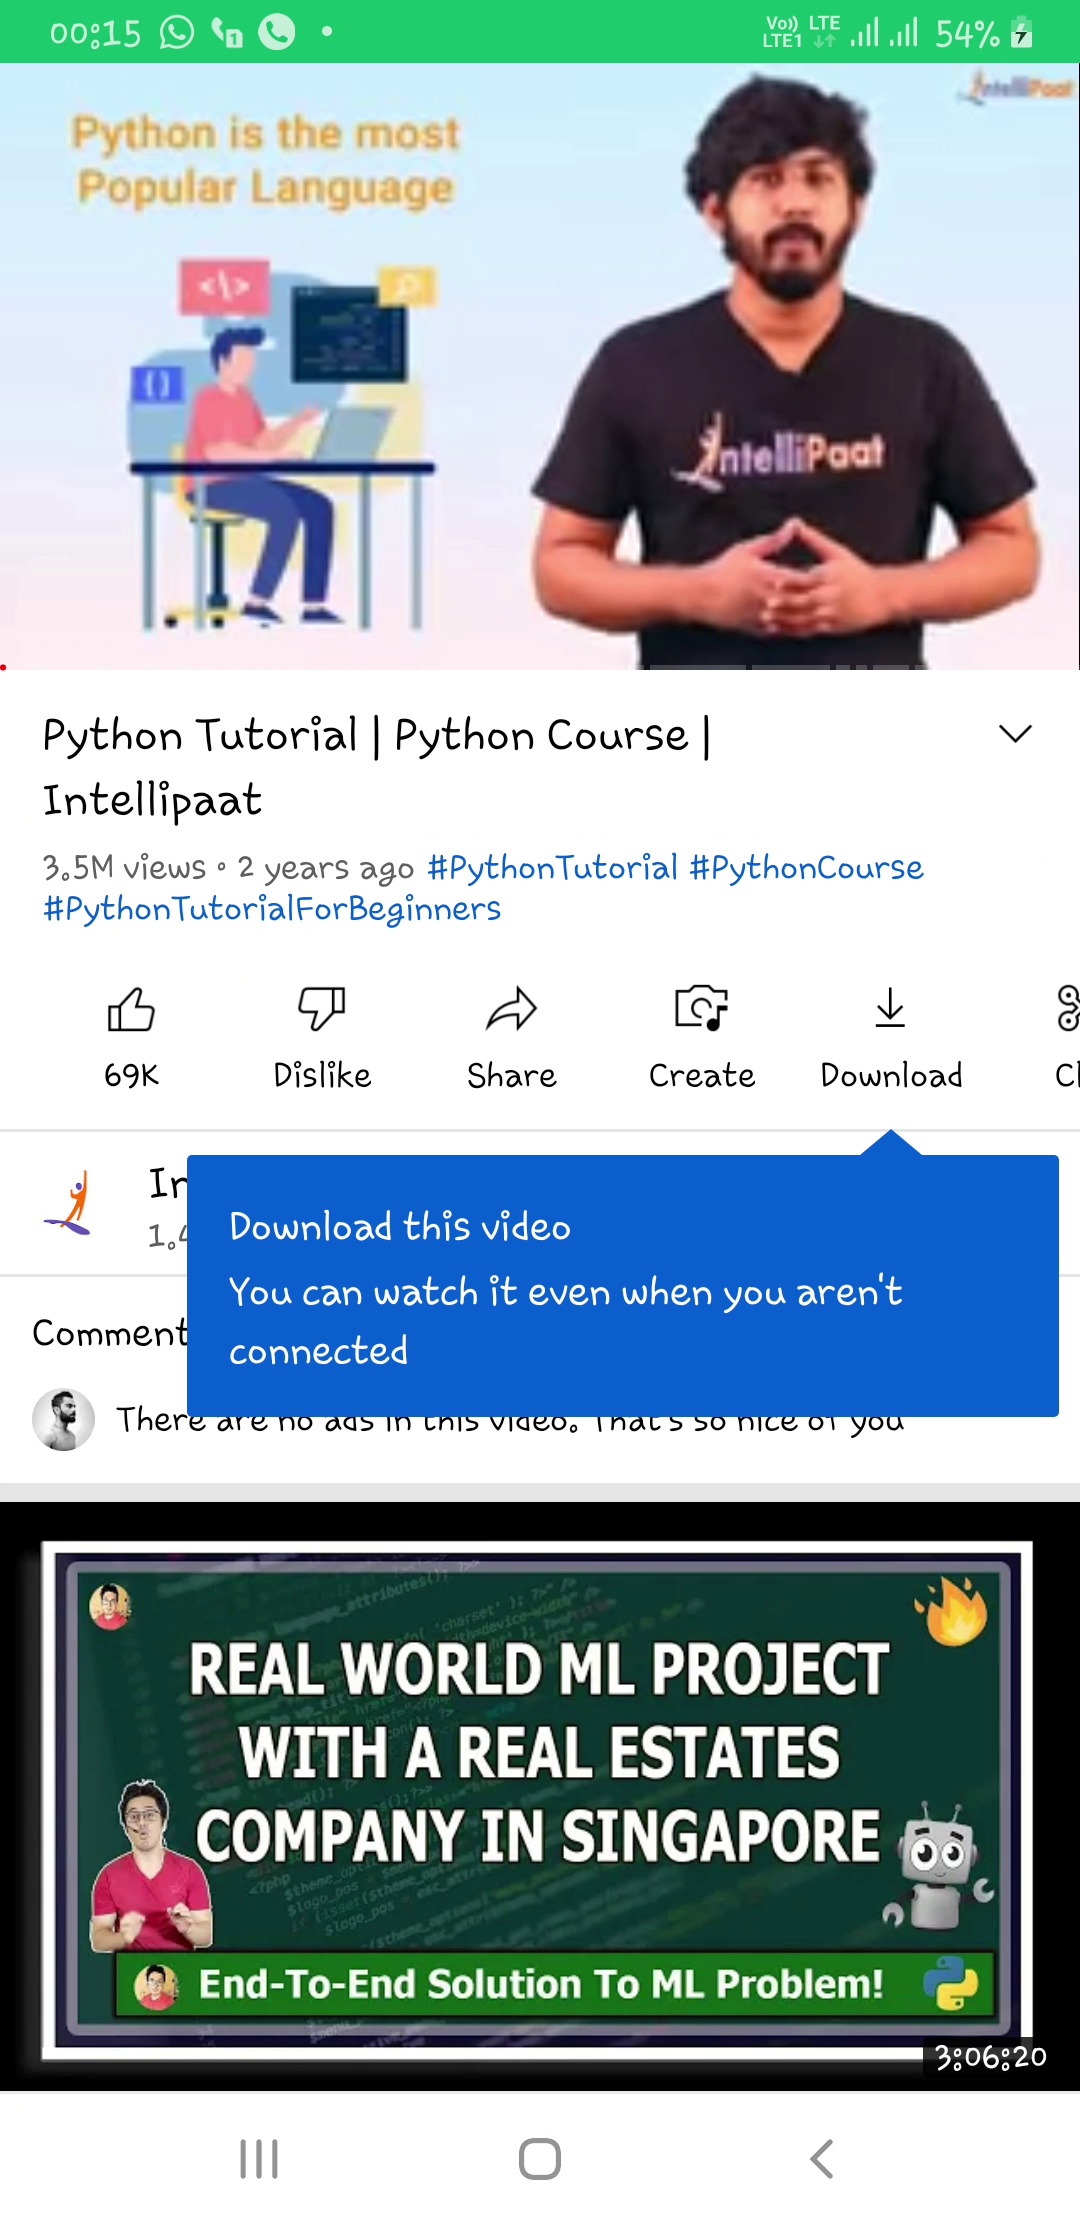 00:15
Vo)) LTE
LTE1
54%
IntelliPaat
Python is the most
Popular Language
</>
{}
IntelliPaat
Python Tutorial | Python Course |
Intellipaat
3.5M views • 2 years ago #PythonTutorial #PythonCourse
#PythonTutorialForBeginners
69K
Dislike
Share
Create
Download
Download this video
You can watch it even when you aren't
connected
Comment
There are no ads in this video. That's so nice of you
REAL WORLD ML PROJECT
WITH A REAL ESTATES
COMPANY IN SINGAPORE
End-To-End Solution To ML Problem!
3:06:20